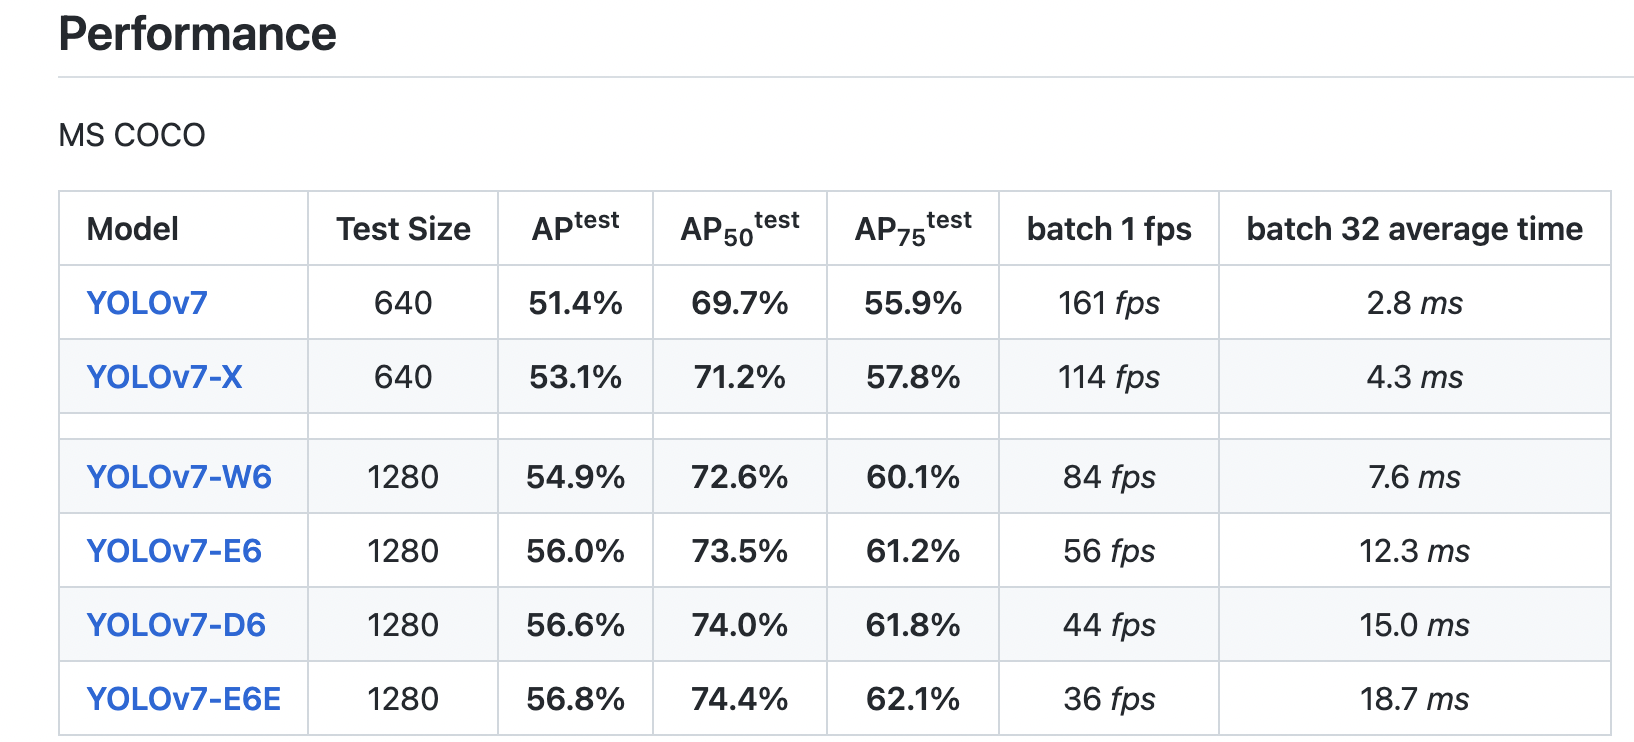 Performance
MS COCO
Model Test Size AP^test AP_50^test AP_75^test batch 1 fps batch 32 average time
YOLOv7 640 51.4% 69.7% 55.9% 161 fps 2.8 ms
YOLOv7-X 640 53.1% 71.2% 57.8% 114 fps 4.3 ms
YOLOv7-W6 1280 54.9% 72.6% 60.1% 84 fps 7.6 ms
YOLOv7-E6 1280 56.0% 73.5% 61.2% 56 fps 12.3 ms
YOLOv7-D6 1280 56.6% 74.0% 61.8% 44 fps 15.0 ms
YOLOv7-E6E 1280 56.8% 74.4% 62.1% 36 fps 18.7 ms